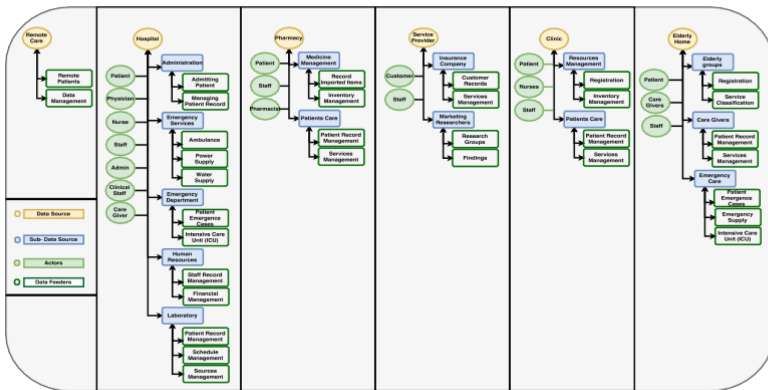 Remote
Care
Remote
Patients
Data
Management
Data Source
Sub- Data Source
Actors
Data Feeders
Hospital
Patient
Physician
Nurse
Staff
Admin
Clinical
Staff
Care
Giver
Administration
Admitting
Patient
Managing
Patient Record
Emergency
Services
Ambulance
Power
Supply
Water
Supply
Emergency
Department
Patient
Emergence
Cases
Intensive Care
Unit (ICU)
Human
Resources
Staff Record
Management
Financial
Management
Laboratory
Patient Record
Management
Schedule
Management
Sources
Management
Pharmacy
Patient
Staff
Pharmacist
Medicine
Management
Record
Imported Items
Inventory
Management
Patients Care
Patient Record
Management
Services
Management
Service
Provider
Customer
Staff
Insurance
Company
Customer
Records
Services
Management
Marketing
Researchers
Research
Groups
Findings
Clinic
Patient
Nurses
Staff
Resources
Management
Registration
Inventory
Management
Patients Care
Patient Record
Management
Services
Management
Elderly
Home
Patient
Care
Givers
Staff
Elderly
groups
Registration
Service
Classification
Care Givers
Patient Record
Management
Services
Management
Emergency
Care
Patient
Emergence
Cases
Emergency
Supply
Intensive Care
Unit (ICU)